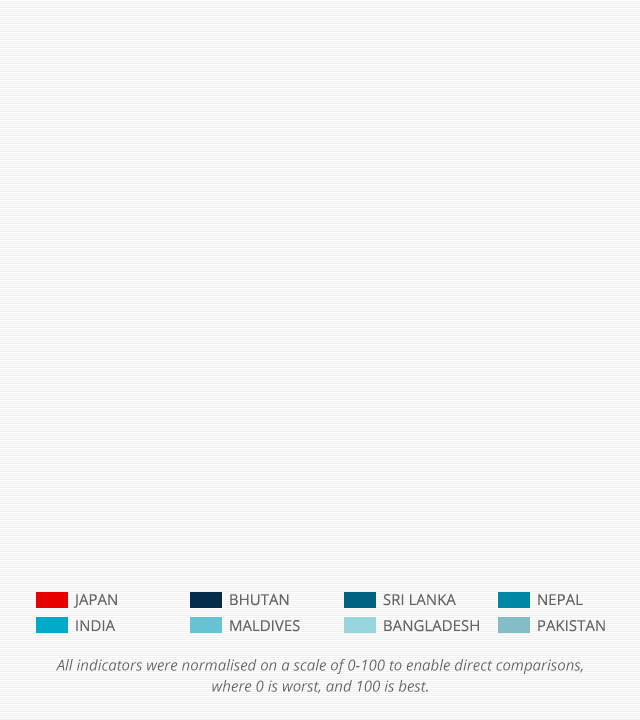 JAPAN BHUTAN SRI LANKA NEPAL
INDIA MALDIVES BANGLADESH PAKISTAN
All indicators were normalised on a scale of 0-100 to enable direct comparisons,
where 0 is worst, and 100 is best.